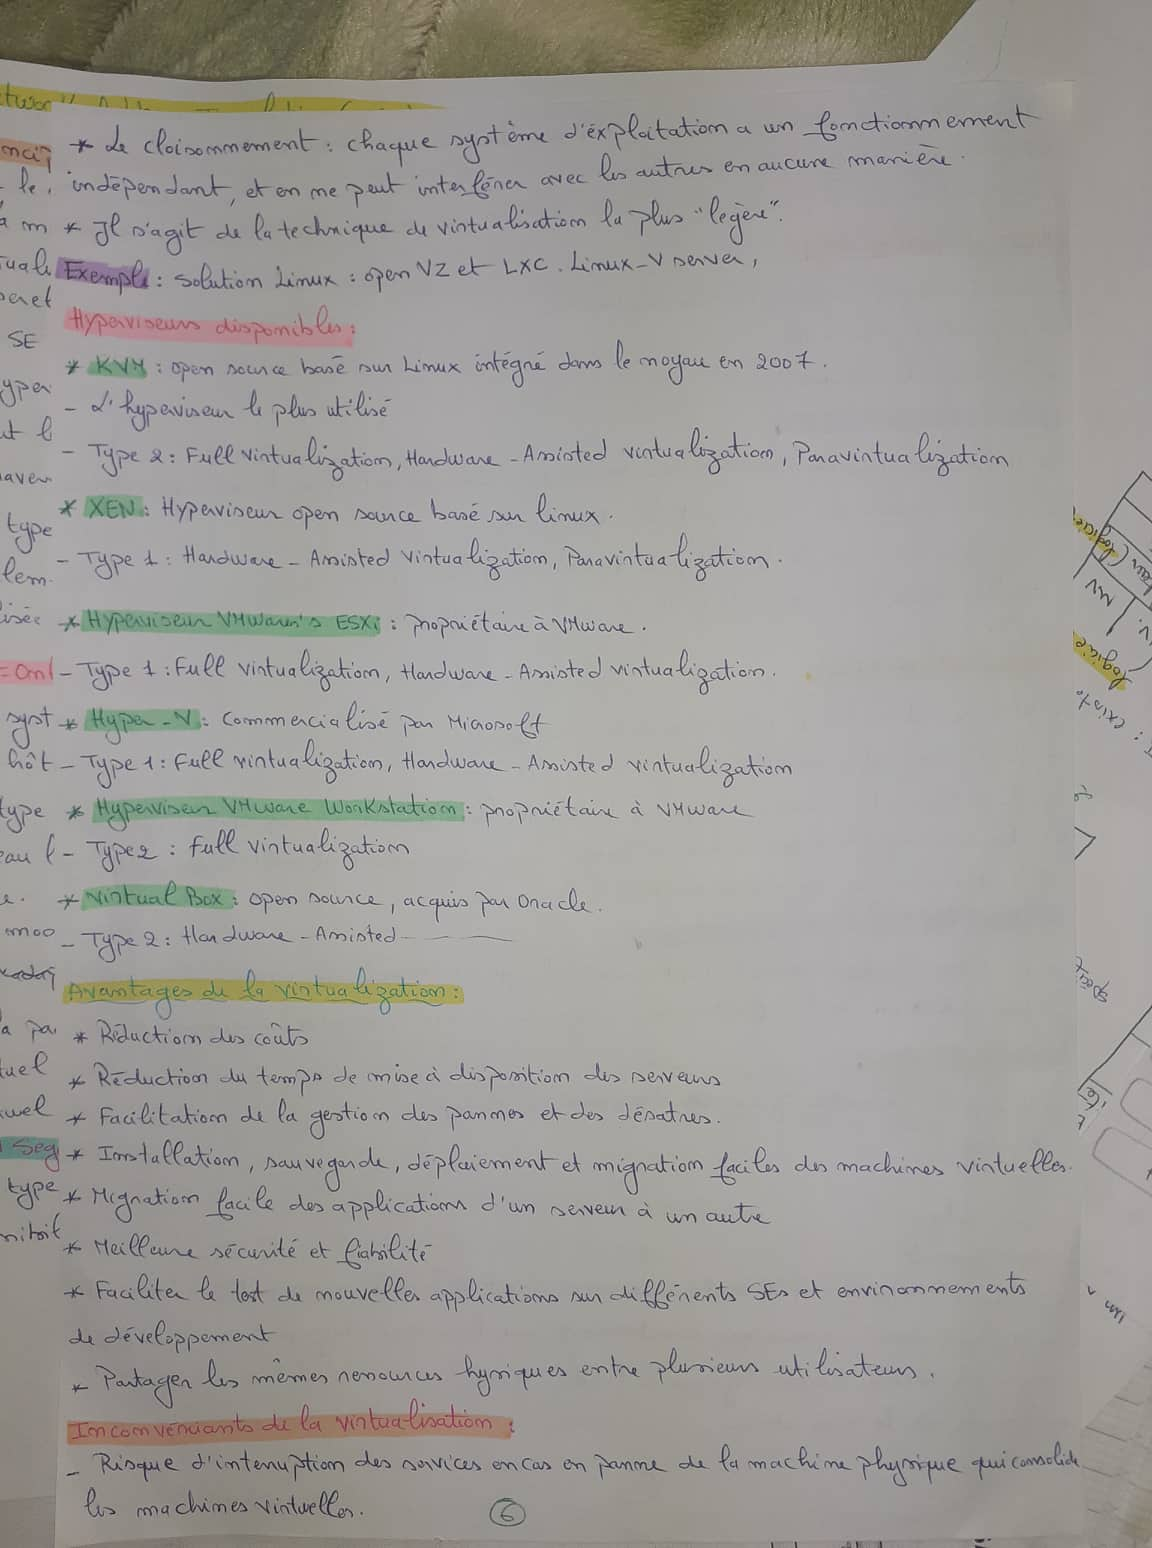 * Le cloisonnement : chaque système d'éxploitation a un fonctionnement
indépendant, et on ne peut interférer avec les autres en aucune manière.
* Il s'agit de la technique de virtualisation la plus "legère".
Exemple : solution Linux : open VZ et LXC. Linux-V server,
Hyperviseurs disponibles :
* KVM : open source basé sur Linux intégré dans le noyau en 2007.
- L'hyperviseur le plus utilisé
- Type 2 : Full virtualization, Hardware-Assisted virtualization, Paravirtualization
* XEN : Hyperviseur open source basé sur linux.
- Type 1 : Hardware-Assisted virtualization, Paravirtualization.
* Hyperviseur VMware's ESXi : propriétaire à VMware.
- Type 1 : Full virtualization, Hardware-Assisted virtualization.
* Hyper-V : Commercialisé par Microsoft
- Type 1 : Full virtualization, Hardware-Assisted virtualization
* Hyperviseur VMware Workstation : propriétaire à VMware
- Type 2 : Full virtualization
* Virtual Box : open source, acquis par Oracle.
- Type 2 : Hardware-Assisted
Avantages de la virtualization :
* Réduction des coûts
* Réduction du temps de mise à disposition des serveurs
* Facilitation de la gestion des pannes et des désatres.
* Installation, sauvegarde, déplaiement et migration faciles des machines virtuelles.
* Migration facile des applications d'un serveur à un autre
* Meilleure sécurité et fiabilité
* Faciliter le test de nouvelles applications sur différents SEs et environnements
de développement
* Partager les mêmes ressources hysiques entre plusieurs utilisateurs.
Inconvénciants de la virtualisation :
- Risque d'interruption des services en cas en panne de la machine physique qui consolide
les machines virtuelles.
6